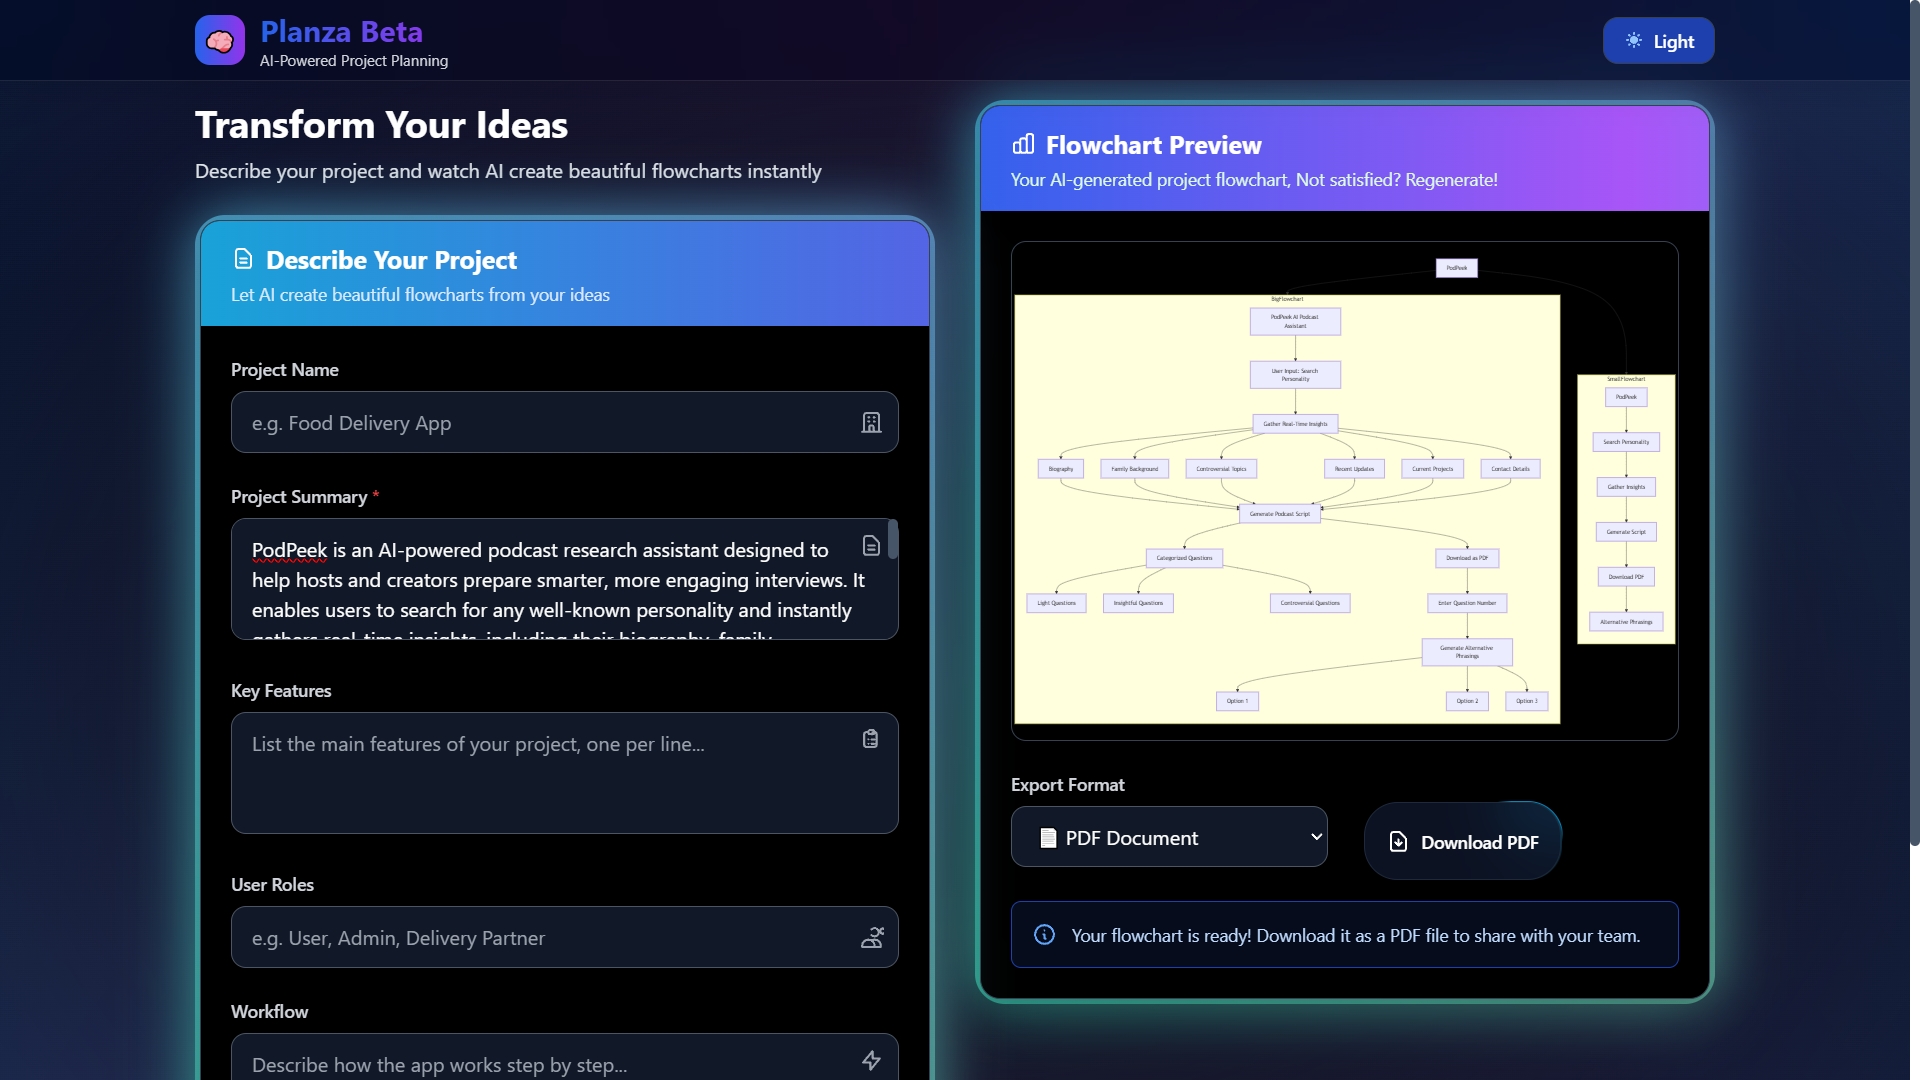 Planza Beta
AI-Powered Project Planning
Light
Transform Your Ideas
Describe your project and watch AI create beautiful flowcharts instantly
Describe Your Project
Let AI create beautiful flowcharts from your ideas
Project Name
e.g. Food Delivery App
Project Summary *
PodPeek is an AI-powered podcast research assistant designed to
help hosts and creators prepare smarter, more engaging interviews. It
enables users to search for any well-known personality and instantly
gathers real-time insights, including their biography, family
Key Features
List the main features of your project, one per line...
User Roles
e.g. User, Admin, Delivery Partner
Workflow
Describe how the app works step by step...
Flowchart Preview
Your AI-generated project flowchart, Not satisfied? Regenerate!
PodPeek
BigFlowchart
PodPeek AI Podcast
Assistant
User Input: Search
Personality
Gather Real-Time Insights
Biography
Family Background
Controversial Topics
Recent Updates
Current Projects
Contact Details
Generate Podcast Script
Categorized Questions
Download as PDF
Light Questions
Insightful Questions
Controversial Questions
Enter Question Number
Generate Alternative
Phrasings
Option 1
Option 2
Option 3
SmallFlowchart
PodPeek
Search Personality
Gather Insights
Generate Script
Download PDF
Alternative Phrasings
Export Format
PDF Document
Download PDF
Your flowchart is ready! Download it as a PDF file to share with your team.